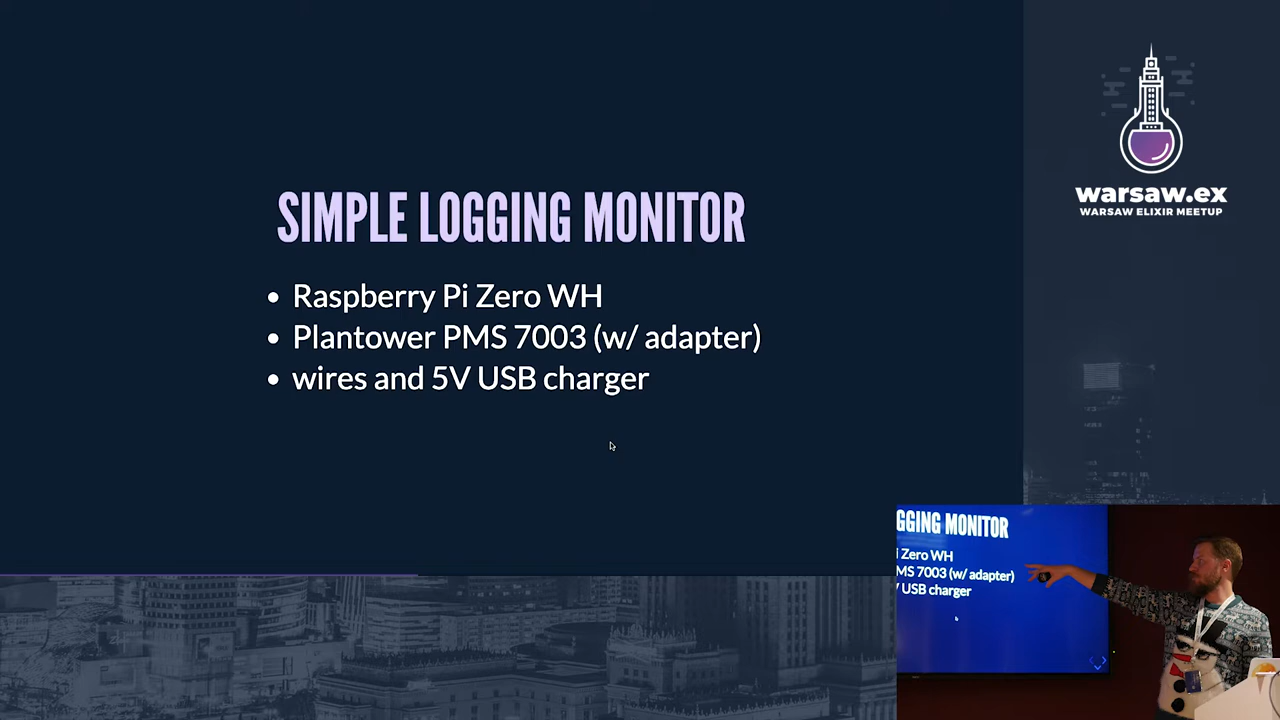 SIMPLE LOGGING MONITOR
• Raspberry Pi Zero WH
• Plantower PMS 7003 (w/ adapter)
• wires and 5V USB charger
warsaw.ex
WARSAW ELIXIR MEETUP
GGING MONITOR
i Zero WH
MS 7003 (w/ adapter)
/ USB charger